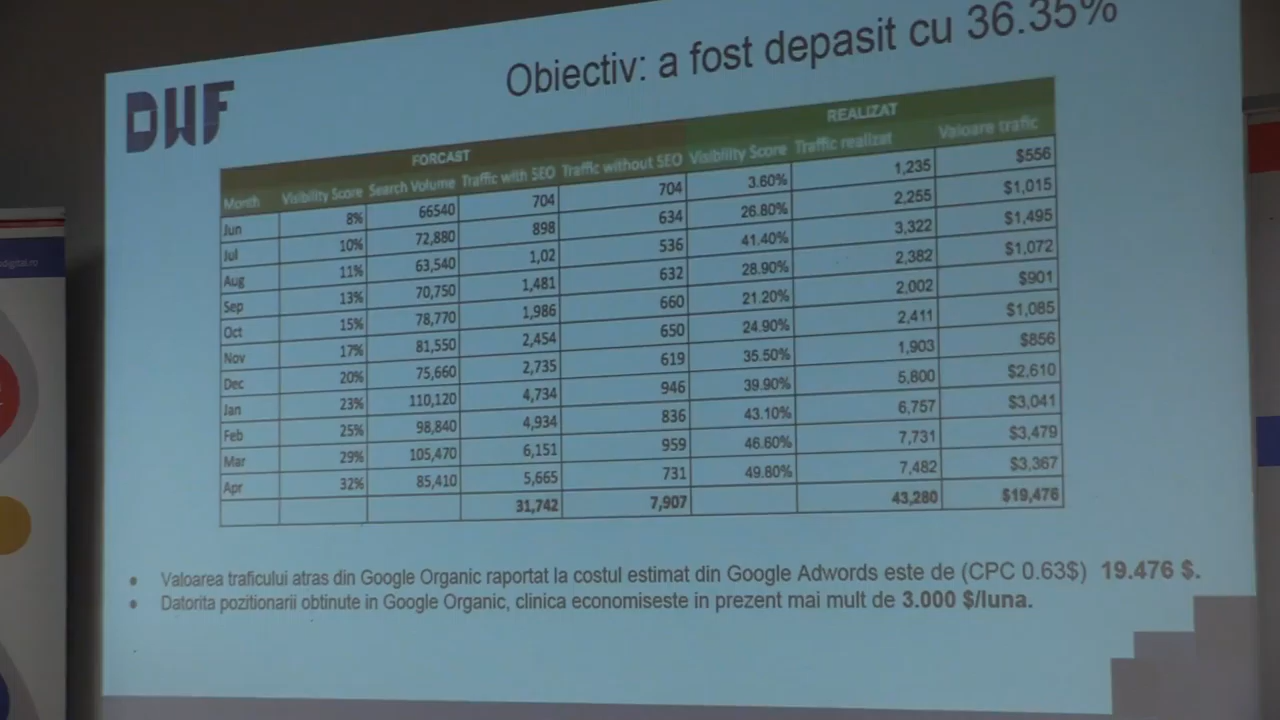 Obiectiv: a fost depasit cu 36.35%
DWF
FORCAST REALIZAT
Month Visibility Score Search Volume Traffic with SEO Traffic without SEO Visibility Score Traffic realizat Valoare trafic
Jun 8% 66540 704 704 3.60% 1,235 $556
Jul 10% 72,880 898 634 26.80% 2,255 $1,015
Aug 11% 63,540 1,02 536 41.40% 3,322 $1,495
Sep 13% 70,750 1,481 632 28.90% 2,382 $1,072
Oct 15% 78,770 1,986 660 21.20% 2,002 $901
Nov 17% 81,550 2,454 650 24.90% 2,411 $1,085
Dec 20% 75,660 2,735 619 35.50% 1,903 $856
Jan 23% 110,120 4,734 946 39.90% 5,800 $2,610
Feb 25% 98,840 4,934 836 43.10% 6,757 $3,041
Mar 29% 105,470 6,151 959 46.60% 7,731 $3,479
Apr 32% 85,410 5,665 731 49.80% 7,482 $3,367
31,742 7,907 43,280 $19,476
• Valoarea traficului atras din Google Organic raportat la costul estimat din Google Adwords este de (CPC 0.63$) 19.476 $.
• Datorita pozitionarii obtinute in Google Organic, clinica economiseste in prezent mai mult de 3.000 $/luna.